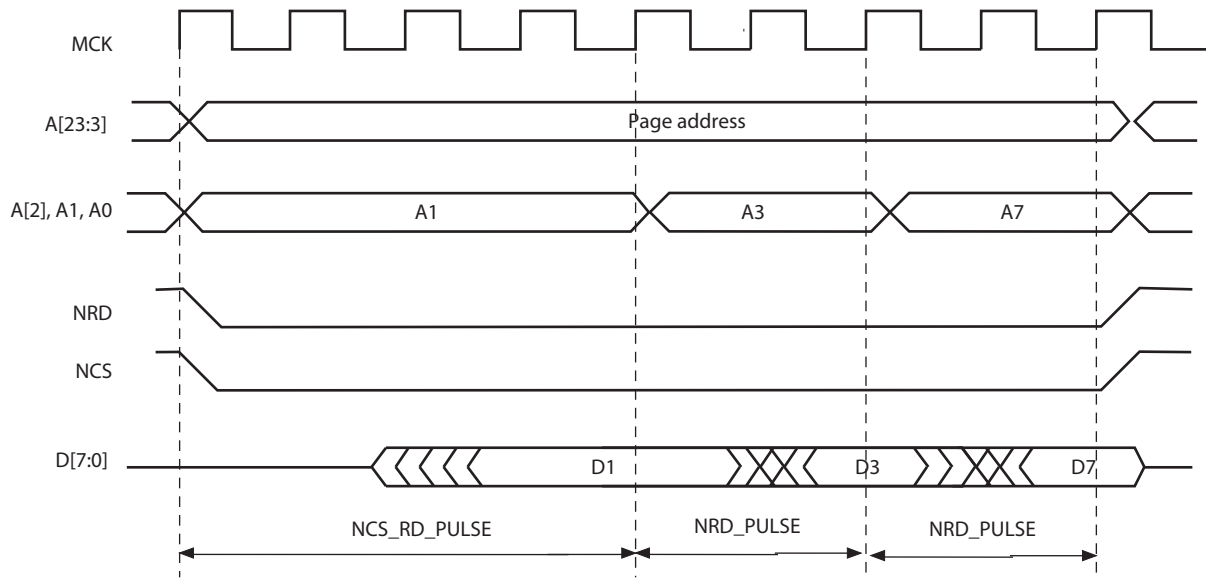 MCK
A[23:3]
Page address
A[2], A1, A0
A1
A3
A7
NRD
NCS
D[7:0]
D1
D3
D7
NCS_RD_PULSE
NRD_PULSE
NRD_PULSE